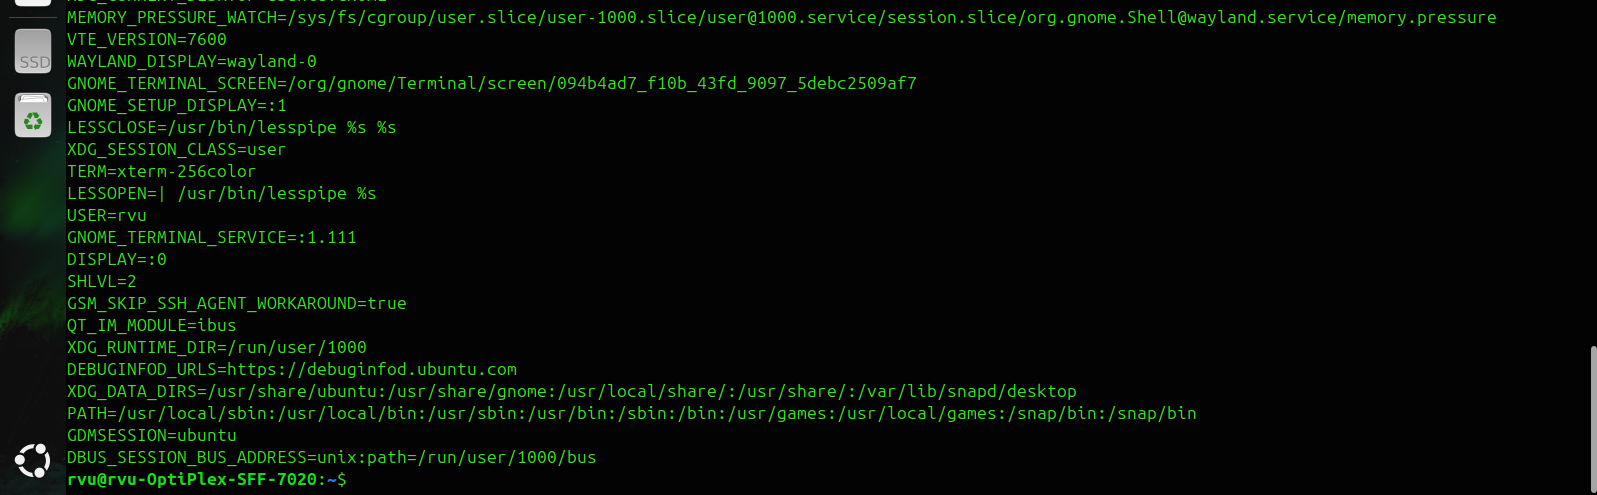 MEMORY_PRESSURE_WATCH=/sys/fs/cgroup/user.slice/user-1000.slice/user@1000.service/session.slice/org.gnome.Shell@wayland.service/memory.pressure
VTE_VERSION=7600
WAYLAND_DISPLAY=wayland-0
GNOME_TERMINAL_SCREEN=/org/gnome/Terminal/screen/094b4ad7_f10b_43fd_9097_5debc2509af7
GNOME_SETUP_DISPLAY=:1
LESSCLOSE=/usr/bin/lesspipe %s %s
XDG_SESSION_CLASS=user
TERM=xterm-256color
LESSOPEN=| /usr/bin/lesspipe %s
USER=rvu
GNOME_TERMINAL_SERVICE=:1.111
DISPLAY=:0
SHLVL=2
GSM_SKIP_SSH_AGENT_WORKAROUND=true
QT_IM_MODULE=ibus
XDG_RUNTIME_DIR=/run/user/1000
DEBUGINFOD_URLS=https://debuginfod.ubuntu.com
XDG_DATA_DIRS=/usr/share/ubuntu:/usr/share/gnome:/usr/local/share/:/usr/share/:/var/lib/snapd/desktop
PATH=/usr/local/sbin:/usr/local/bin:/usr/sbin:/usr/bin:/sbin:/bin:/usr/games:/usr/local/games:/snap/bin:/snap/bin
GDMSESSION=ubuntu
DBUS_SESSION_BUS_ADDRESS=unix:path=/run/user/1000/bus
rvu@rvu-OptiPlex-SFF-7020:~$
SSD